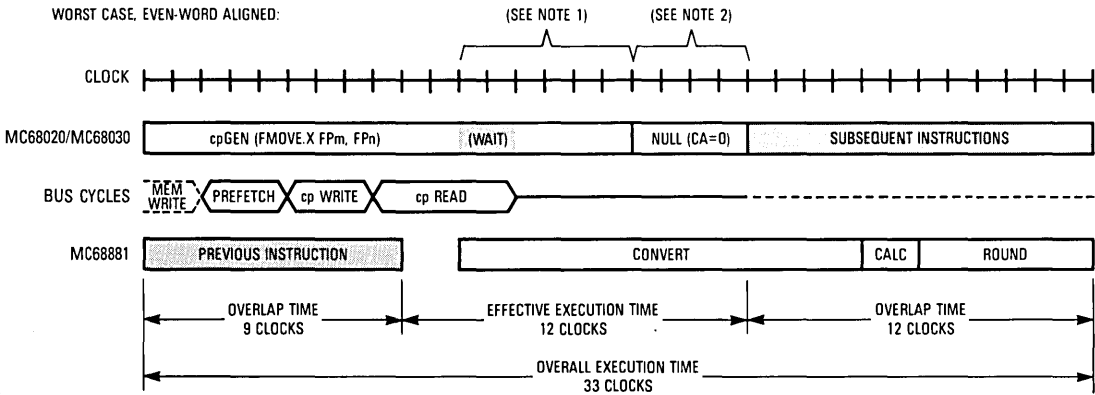 WORST CASE, EVEN-WORD ALIGNED:
(SEE NOTE 1)
(SEE NOTE 2)
CLOCK
MC68020/MC68030
cpGEN (FMOVE.X FPm, FPn)
(WAIT)
NULL (CA=0)
SUBSEQUENT INSTRUCTIONS
BUS CYCLES
MEM
WRITE
PREFETCH
cp WRITE
cp READ
MC68881
PREVIOUS INSTRUCTION
CONVERT
CALC
ROUND
OVERLAP TIME
9 CLOCKS
EFFECTIVE EXECUTION TIME
12 CLOCKS
OVERLAP TIME
12 CLOCKS
OVERALL EXECUTION TIME
33 CLOCKS